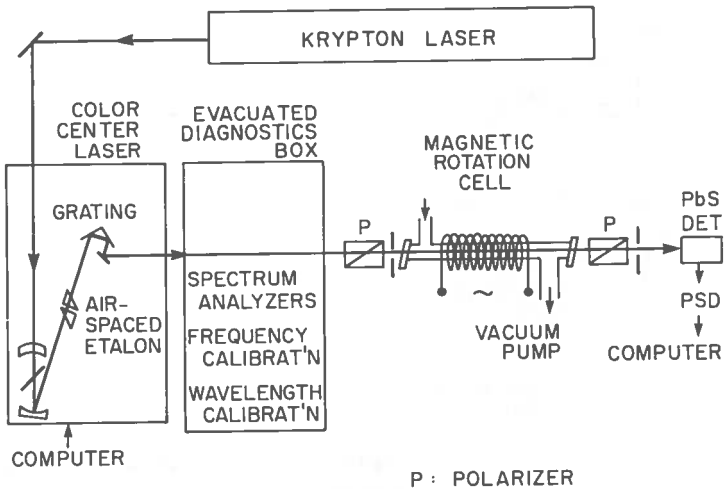 KRYPTON LASER
COLOR
CENTER
LASER
EVACUATED
DIAGNOSTICS
BOX
MAGNETIC
ROTATION
CELL
GRATING
AIR-
SPACED
ETALON
SPECTRUM
ANALYZERS
FREQUENCY
CALIBRAT'N
WAVELENGTH
CALIBRAT'N
P
~
VACUUM
PUMP
P
PbS
DET
PSD
COMPUTER
COMPUTER
P: POLARIZER